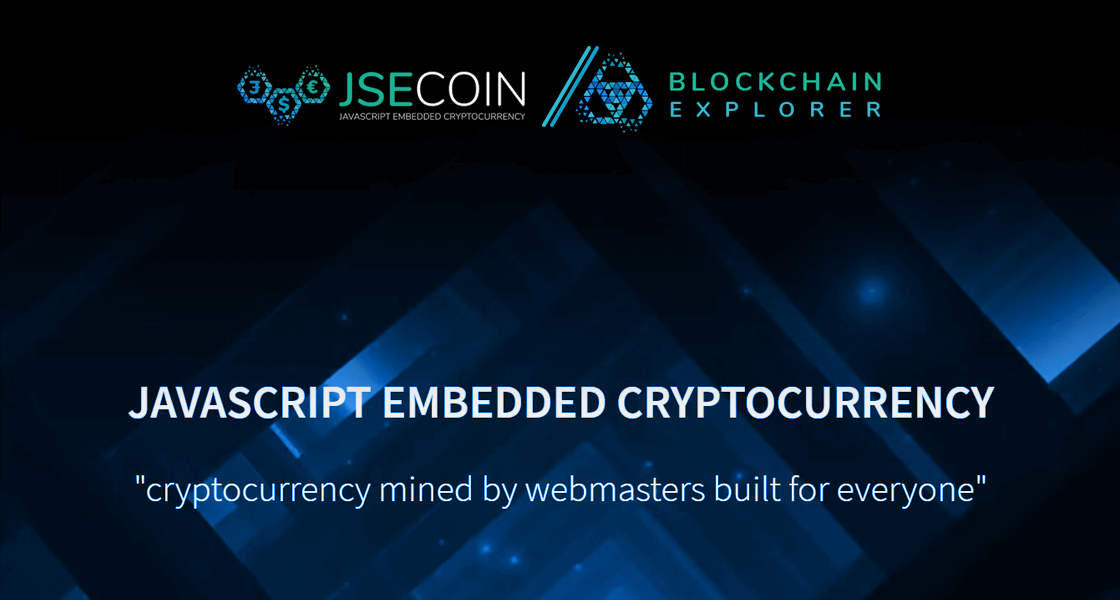 JSECOIN
JAVASCRIPT EMBEDDED CRYPTOCURRENCY
BLOCKCHAIN
EXPLORER
J $ €
JAVASCRIPT EMBEDDED CRYPTOCURRENCY
"cryptocurrency mined by webmasters built for everyone"